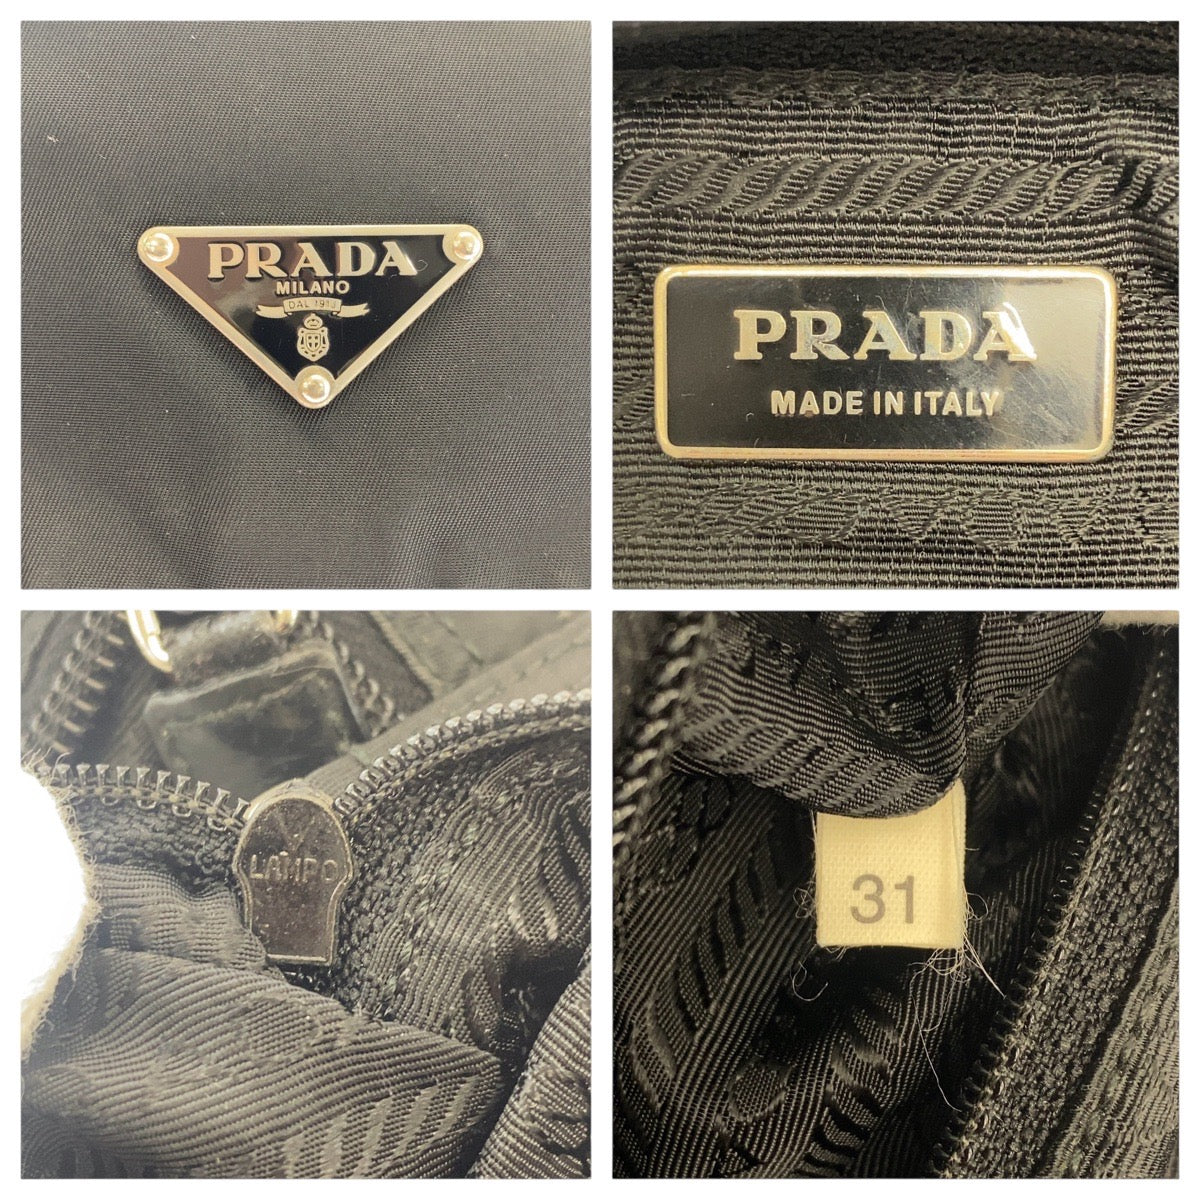 PRADA
MILANO
DAL 1913
PRADA
MADE IN ITALY
LAMPO
31